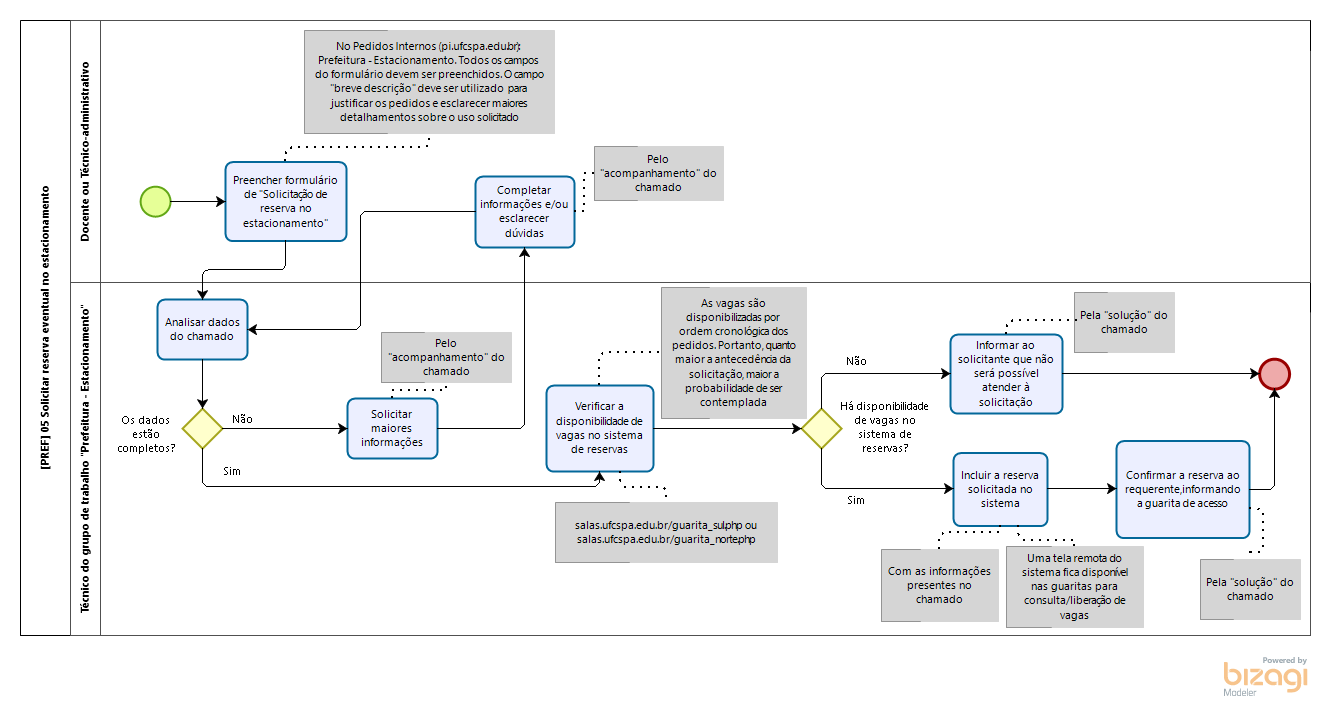 [PREF] 05 Solicitar reserva eventual no estacionamento
Docente ou Técnico-administrativo
No Pedidos Internos (pi.ufcspa.edu.br):
Prefeitura - Estacionamento. Todos os campos
do formulário devem ser preenchidos. O campo
"breve descrição" deve ser utilizado para
justificar os pedidos e esclarecer maiores
detalhamentos sobre o uso solicitado
Preencher formulário
de "Solicitação de
reserva no
estacionamento"
Completar
informações e/ou
esclarecer
dúvidas
Pelo
"acompanhamento" do
chamado
Técnico do grupo de trabalho "Prefeitura - Estacionamento"
Analisar dados
do chamado
Os dados
estão
completos?
Não
Sim
Pelo
"acompanhamento" do
chamado
Solicitar
maiores
informações
Verificar a
disponibilidade de
vagas no sistema
de reservas
As vagas são
disponibilizadas por
ordem cronológica dos
pedidos. Portanto, quanto
maior a antecedência da
solicitação, maior a
probabilidade de ser
contemplada
salas.ufcspa.edu.br/guarita_sul.php ou
salas.ufcspa.edu.br/guarita_norte.php
Há disponibilidade
de vagas no
sistema de
reservas?
Não
Sim
Informar ao
solicitante que não
será possível
atender à
solicitação
Pela "solução" do
chamado
Incluir a reserva
solicitada no
sistema
Com as informações
presentes no
chamado
Uma tela remota do
sistema fica disponível
nas guaritas para
consulta/liberação de
vagas
Confirmar a reserva ao
requerente,informando
a guarita de acesso
Pela "solução" do
chamado
Powered by
bizagi
Modeler